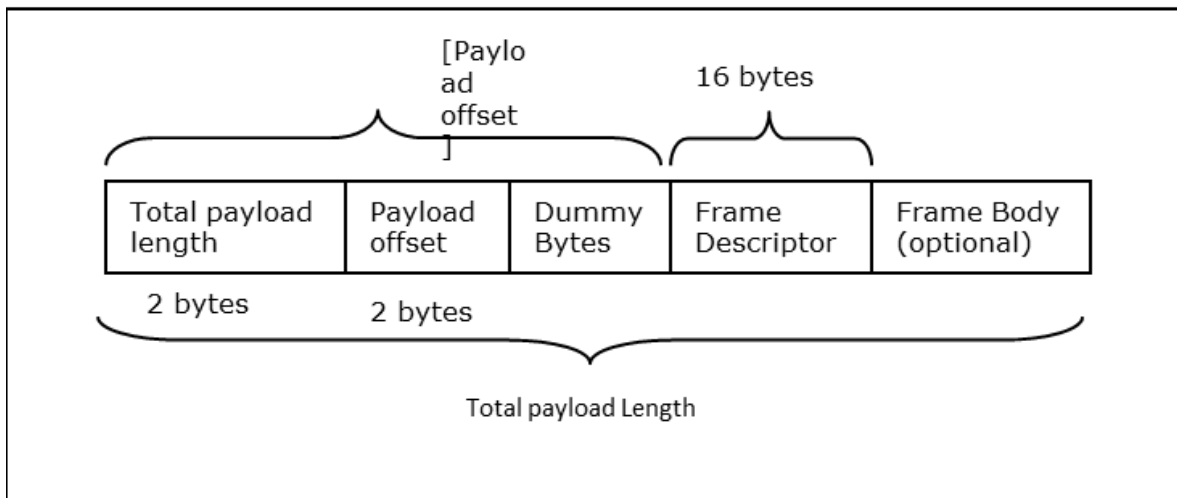 [Paylo
ad
offset
]
16 bytes
Total payload
length
Payload
offset
Dummy
Bytes
Frame
Descriptor
Frame Body
(optional)
2 bytes
2 bytes
Total payload Length